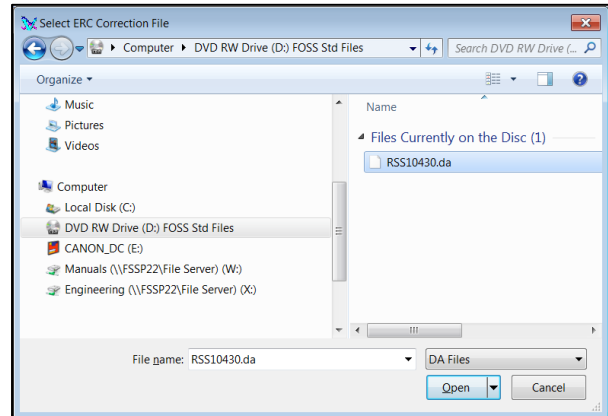 Select ERC Correction File
Computer DVD RW Drive (D:) FOSS Std Files
Search DVD RW Drive (...
Organize
Music
Pictures
Videos
Computer
Local Disk (C:)
DVD RW Drive (D:) FOSS Std Files
CANON_DC (E:)
Manuals (\\FSSP22\File Server) (W:)
Engineering (\\FSSP22\File Server) (X:)
Name
Files Currently on the Disc (1)
RSS10430.da
File name: RSS10430.da
DA Files
Open
Cancel